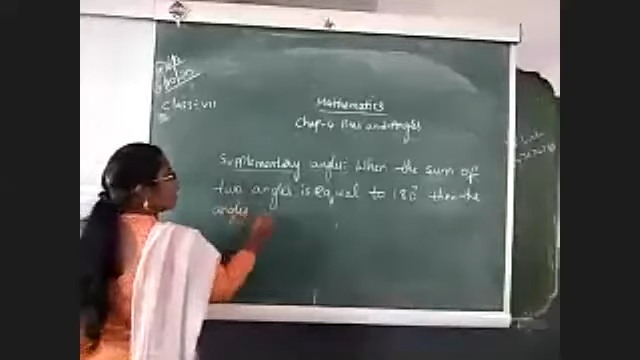 Class: VII
Mathematics
Chap-6 lines and Angles
Supplementary angle: When the sum of
two angles is equal to 180° then the
angles